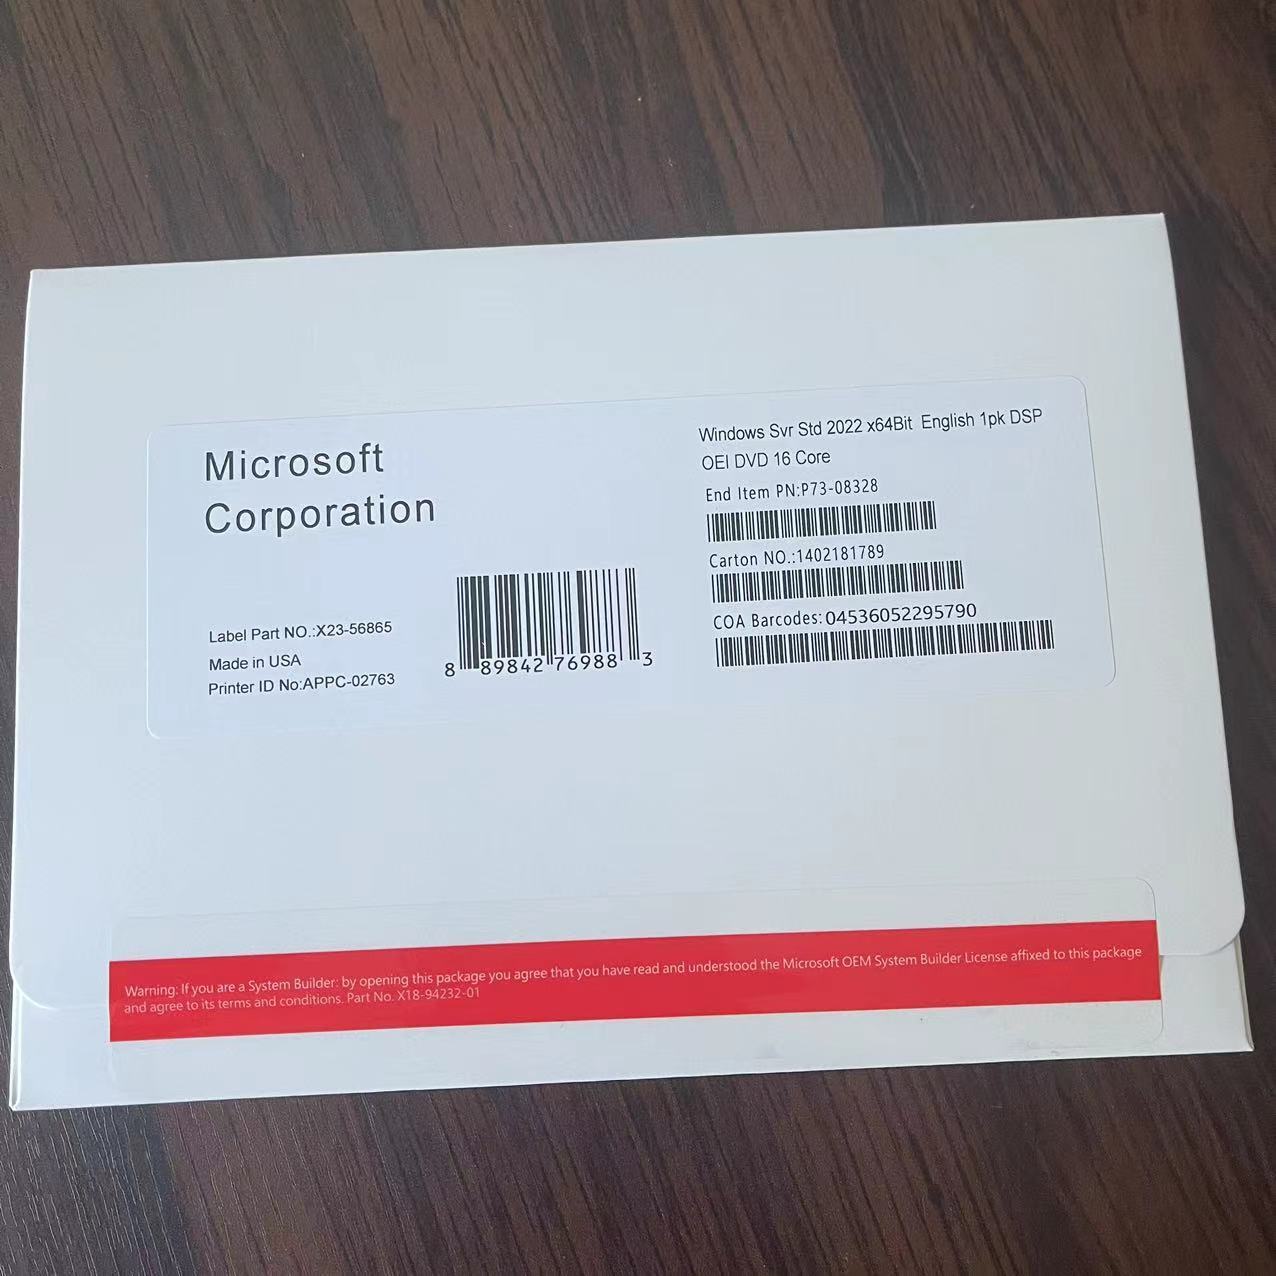 Microsoft
Corporation
Label Part NO.:X23-56865
Made in USA
Printer ID No:APPC-02763
8 89842 76988 3
Windows Svr Std 2022 x64Bit English 1pk DSP
OEI DVD 16 Core
End Item PN:P73-08328
Carton NO.:1402181789
COA Barcodes:04536052295790
Warning: If you are a System Builder: by opening this package you agree that you have read and understood the Microsoft OEM System Builder License affixed to this package
and agree to its terms and conditions. Part No. X18-94232-01